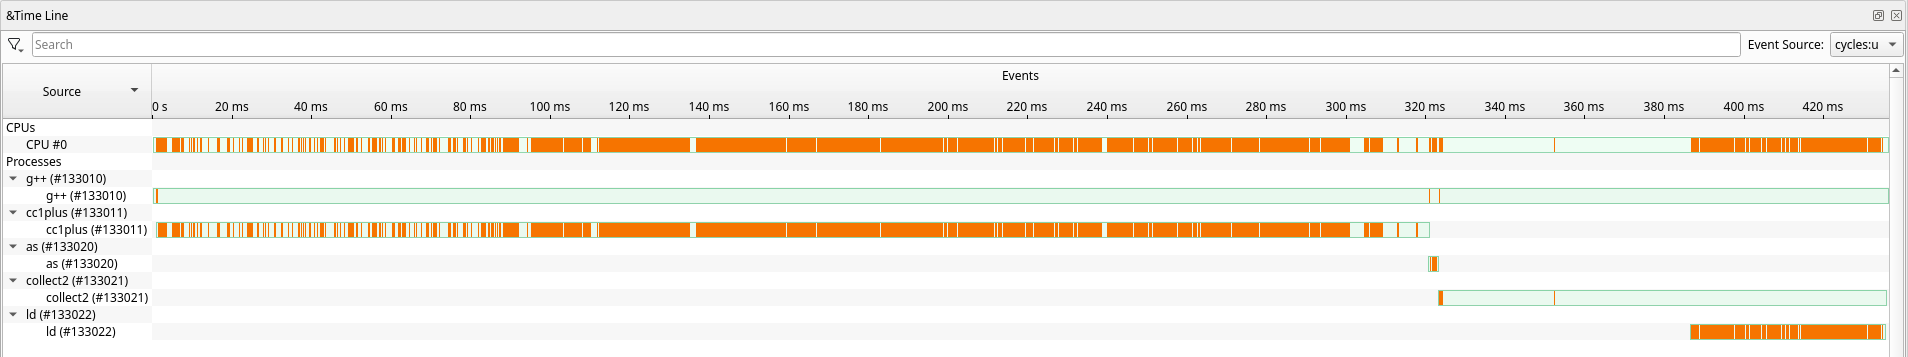 &Time Line
Search
Event Source: cycles:u
Source
Events
0 s 20 ms 40 ms 60 ms 80 ms 100 ms 120 ms 140 ms 160 ms 180 ms 200 ms 220 ms 240 ms 260 ms 280 ms 300 ms 320 ms 340 ms 360 ms 380 ms 400 ms 420 ms
CPUs
CPU #0
Processes
g++ (#133010)
g++ (#133010)
cc1plus (#133011)
cc1plus (#133011)
as (#133020)
as (#133020)
collect2 (#133021)
collect2 (#133021)
ld (#133022)
ld (#133022)